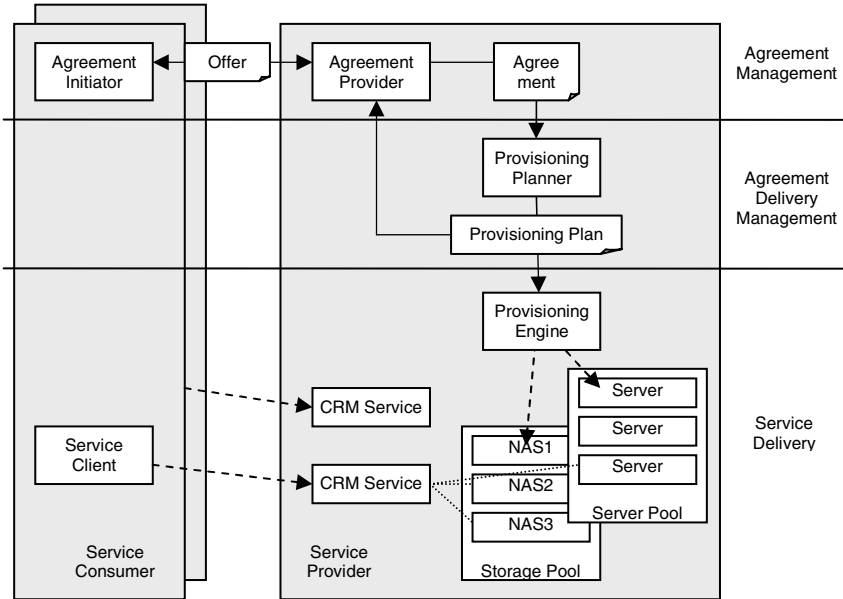 Agreement
Initiator
Offer
Agreement
Provider
Agree
ment
Agreement
Management
Provisioning
Planner
Provisioning Plan
Agreement
Delivery
Management
Provisioning
Engine
CRM Service
Service
Client
CRM Service
Server
Server
Server
Server Pool
NAS1
NAS2
NAS3
Storage Pool
Service
Delivery
Service
Consumer
Service
Provider